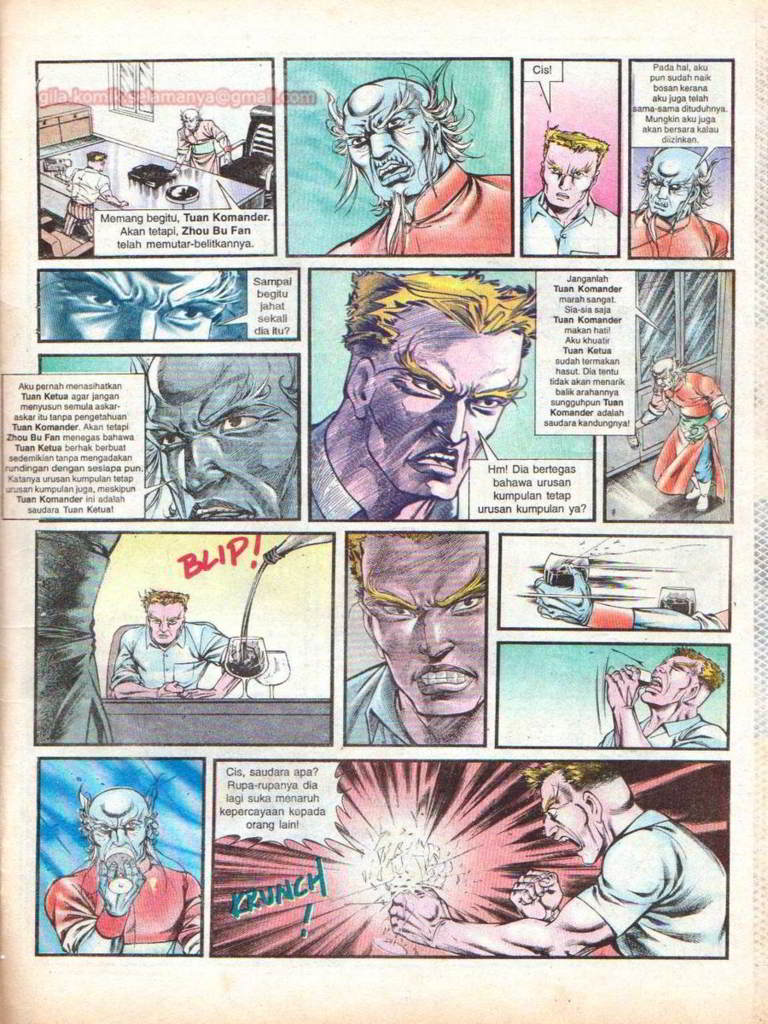 gila.komik.selamanya@gmail.com
Memang begitu, Tuan Komander.
Akan tetapi, Zhou Bu Fan
telah memutar-belitkannya.
Cis!
Pada hal, aku
pun sudah naik
bosan kerana
aku juga telah
sama-sama dituduhnya.
Mungkin aku juga
akan bersara kalau
diizinkan.
Sampai
begitu
jahat
sekali
dia itu?
Aku pernah menasihatkan
Tuan Ketua agar jangan
menyusun semula askar-
askar itu tanpa pengetahuan
Tuan Komander. Akan tetapi
Zhou Bu Fan menegas bahawa
Tuan Ketua berhak berbuat
sedemikian tanpa mengadakan
rundingan dengan sesiapa pun.
Katanya urusan kumpulan tetap
urusan kumpulan juga, meskipun
Tuan Komander ini adalah
saudara Tuan Ketua!
Hm! Dia bertegas
bahawa urusan
kumpulan tetap
urusan kumpulan ya?
Janganlah
Tuan Komander
marah sangat.
Sia-sia saja
Tuan Komander
makan hati!
Aku khuatir
Tuan Ketua
sudah termakan
hasut. Dia tentu
tidak akan menarik
balik arahannya
sungguhpun Tuan
Komander adalah
saudara kandungnya!
BLIP!
Cis, saudara apa?
Rupa-rupanya dia
lagi suka menaruh
kepercayaan kepada
orang lain!
KRUNCH
!